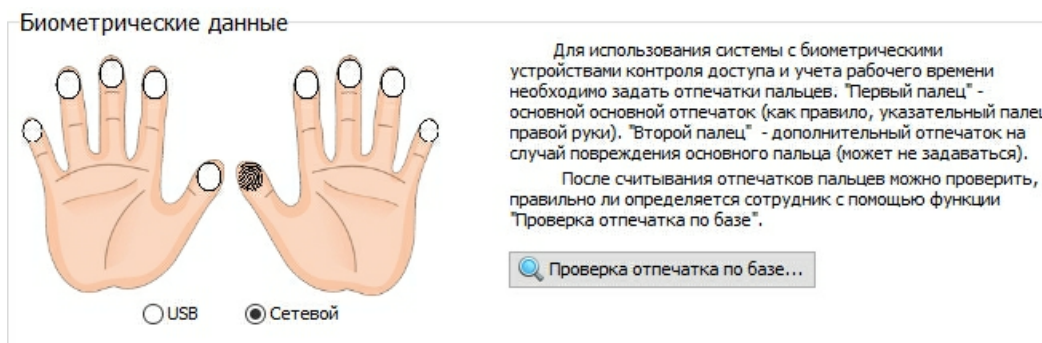 Биометрические данные
Для использования системы с биометрическими
устройствами контроля доступа и учета рабочего времени
необходимо задать отпечатки пальцев. "Первый палец" -
основной основной отпечаток (как правило, указательный палец
правой руки). "Второй палец" - дополнительный отпечаток на
случай повреждения основного пальца (может не задаваться).
После считывания отпечатков пальцев можно проверить,
правильно ли определяется сотрудник с помощью функции
"Проверка отпечатка по базе".
Проверка отпечатка по базе...
USB Сетевой